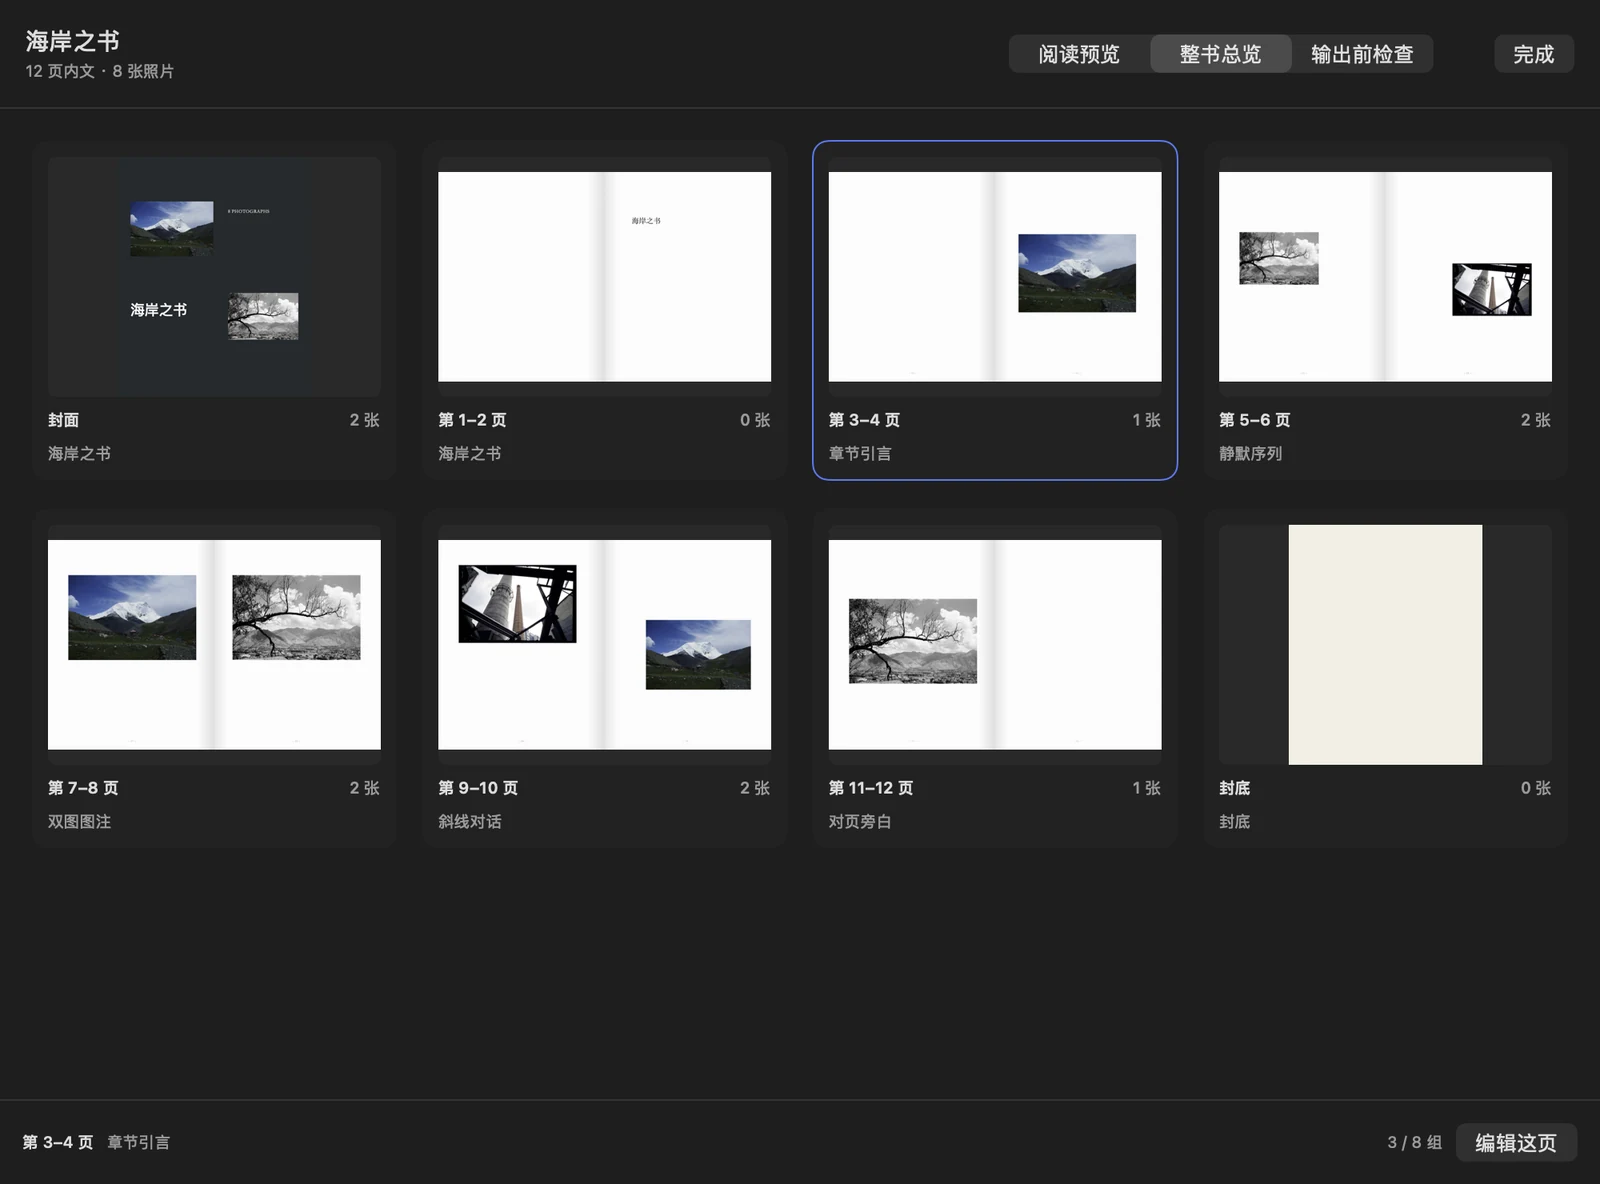 海岸之书
12 页内文 · 8 张照片
阅读预览
整书总览
输出前检查
完成
8 PHOTOGRAPHS
海岸之书
封面
2 张
海岸之书
海岸之书
第 1–2 页
0 张
海岸之书
第 3–4 页
1 张
章节引言
第 5–6 页
2 张
静默序列
第 7–8 页
2 张
双图图注
第 9–10 页
2 张
斜线对话
第 11–12 页
1 张
对页旁白
封底
0 张
封底
第 3–4 页 章节引言
3 / 8 组
编辑这页